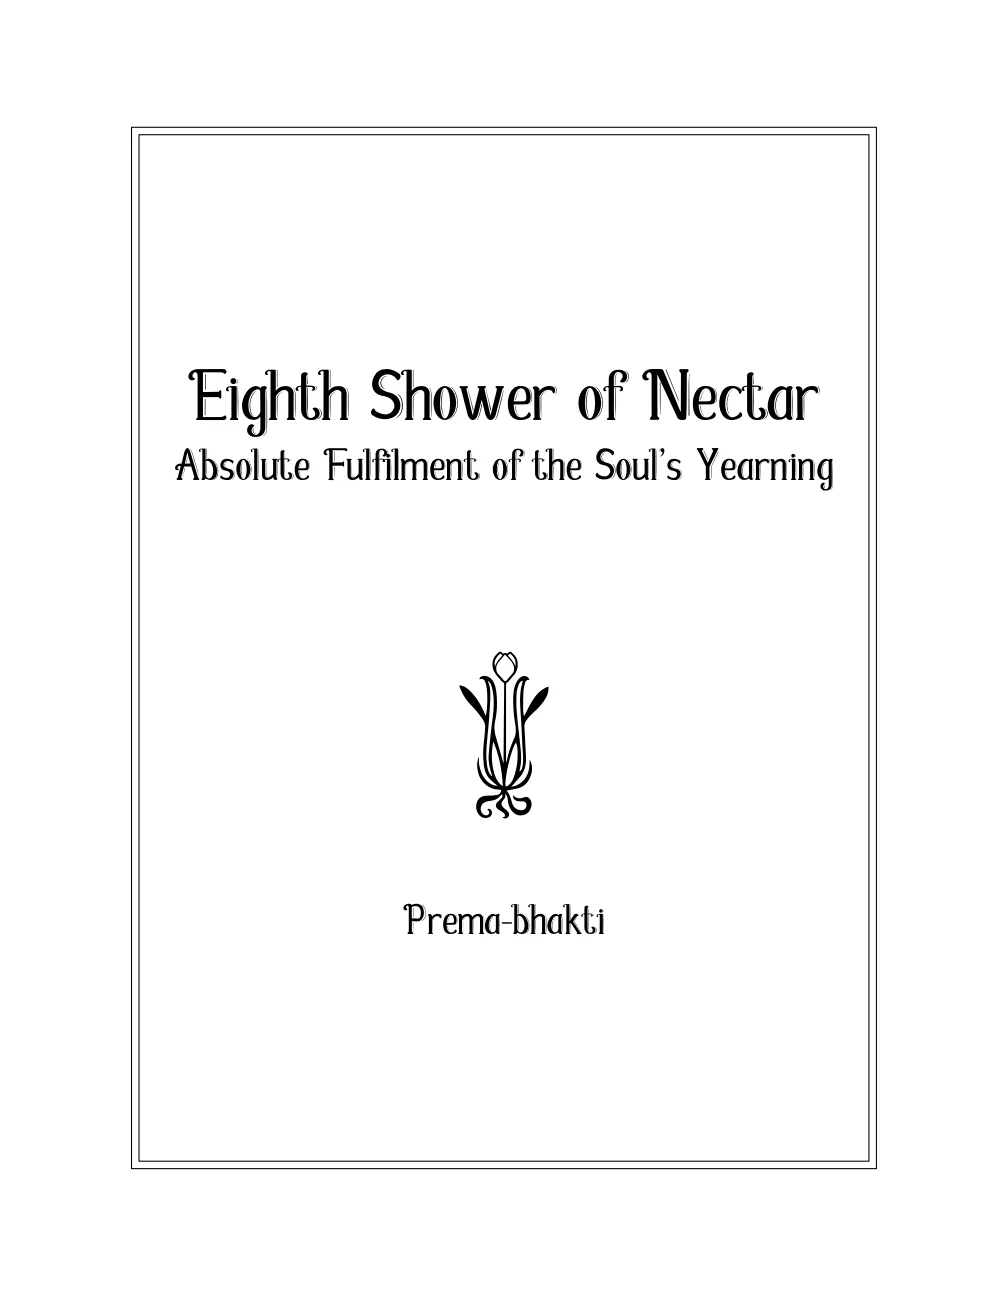 Eighth Shower of Nectar
Absolute Fulfilment of the Soul's Yearning
Prema-bhakti